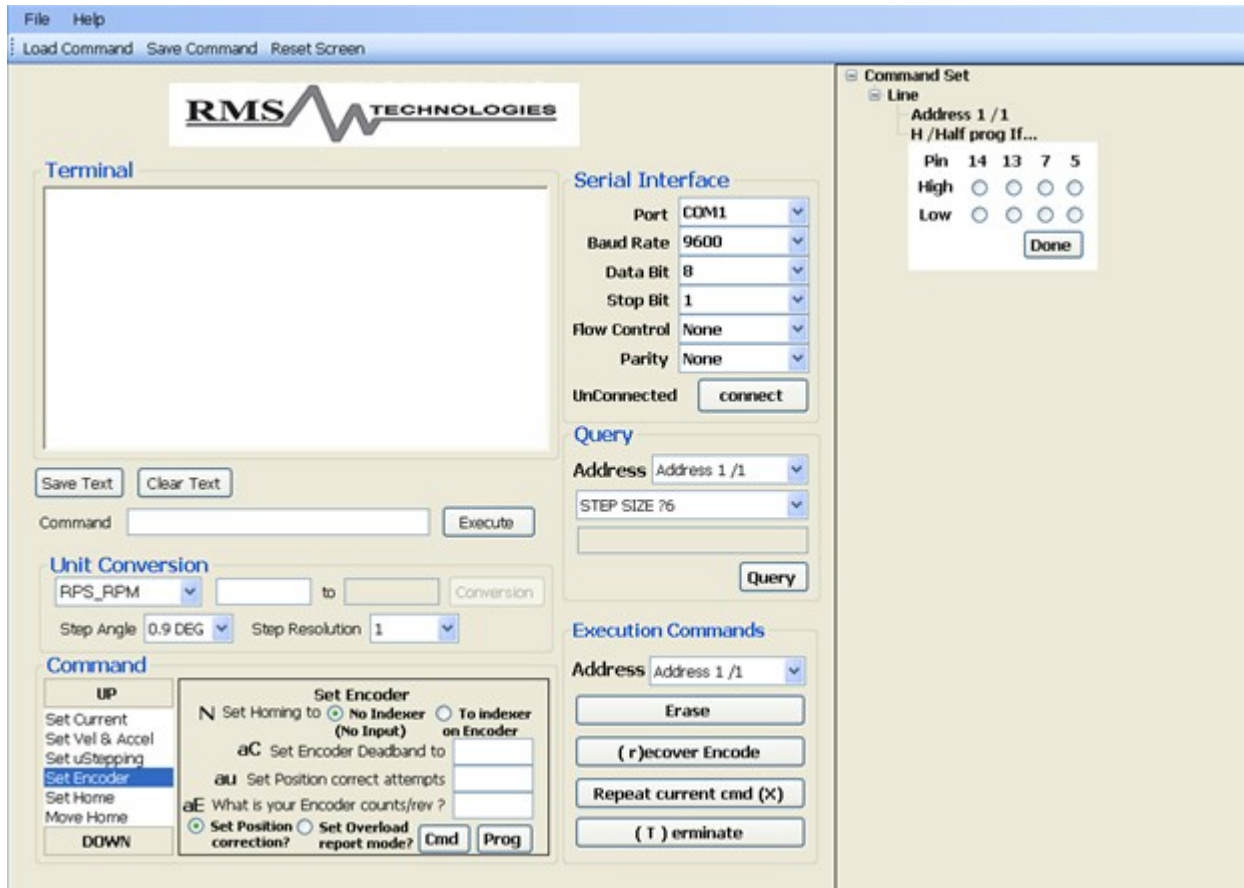 File Help
Load Command Save Command Reset Screen
RMS TECHNOLOGIES
Terminal
Save Text Clear Text
Command Execute
Unit Conversion
RPS_RPM to Conversion
Step Angle 0.9 DEG Step Resolution 1
Command
UP
Set Current
Set Vel & Accel
Set uStepping
Set Encoder
Set Home
Move Home
DOWN
Set Encoder
N Set Homing to No Indexer To indexer
(No Input) on Encoder
aC Set Encoder Deadband to
au Set Position correct attempts
aE What is your Encoder counts/rev ?
Set Position Set Overload
correction? report mode? Cmd Prog
Serial Interface
Port COM1
Baud Rate 9600
Data Bit 8
Stop Bit 1
Flow Control None
Parity None
UnConnected connect
Query
Address Address 1 /1
STEP SIZE ?6
Query
Execution Commands
Address Address 1 /1
Erase
( r )ecover Encode
Repeat current cmd (X)
( T ) erminate
Command Set
Line
Address 1 /1
H /Half prog If...
Pin 14 13 7 5
High
Low
Done